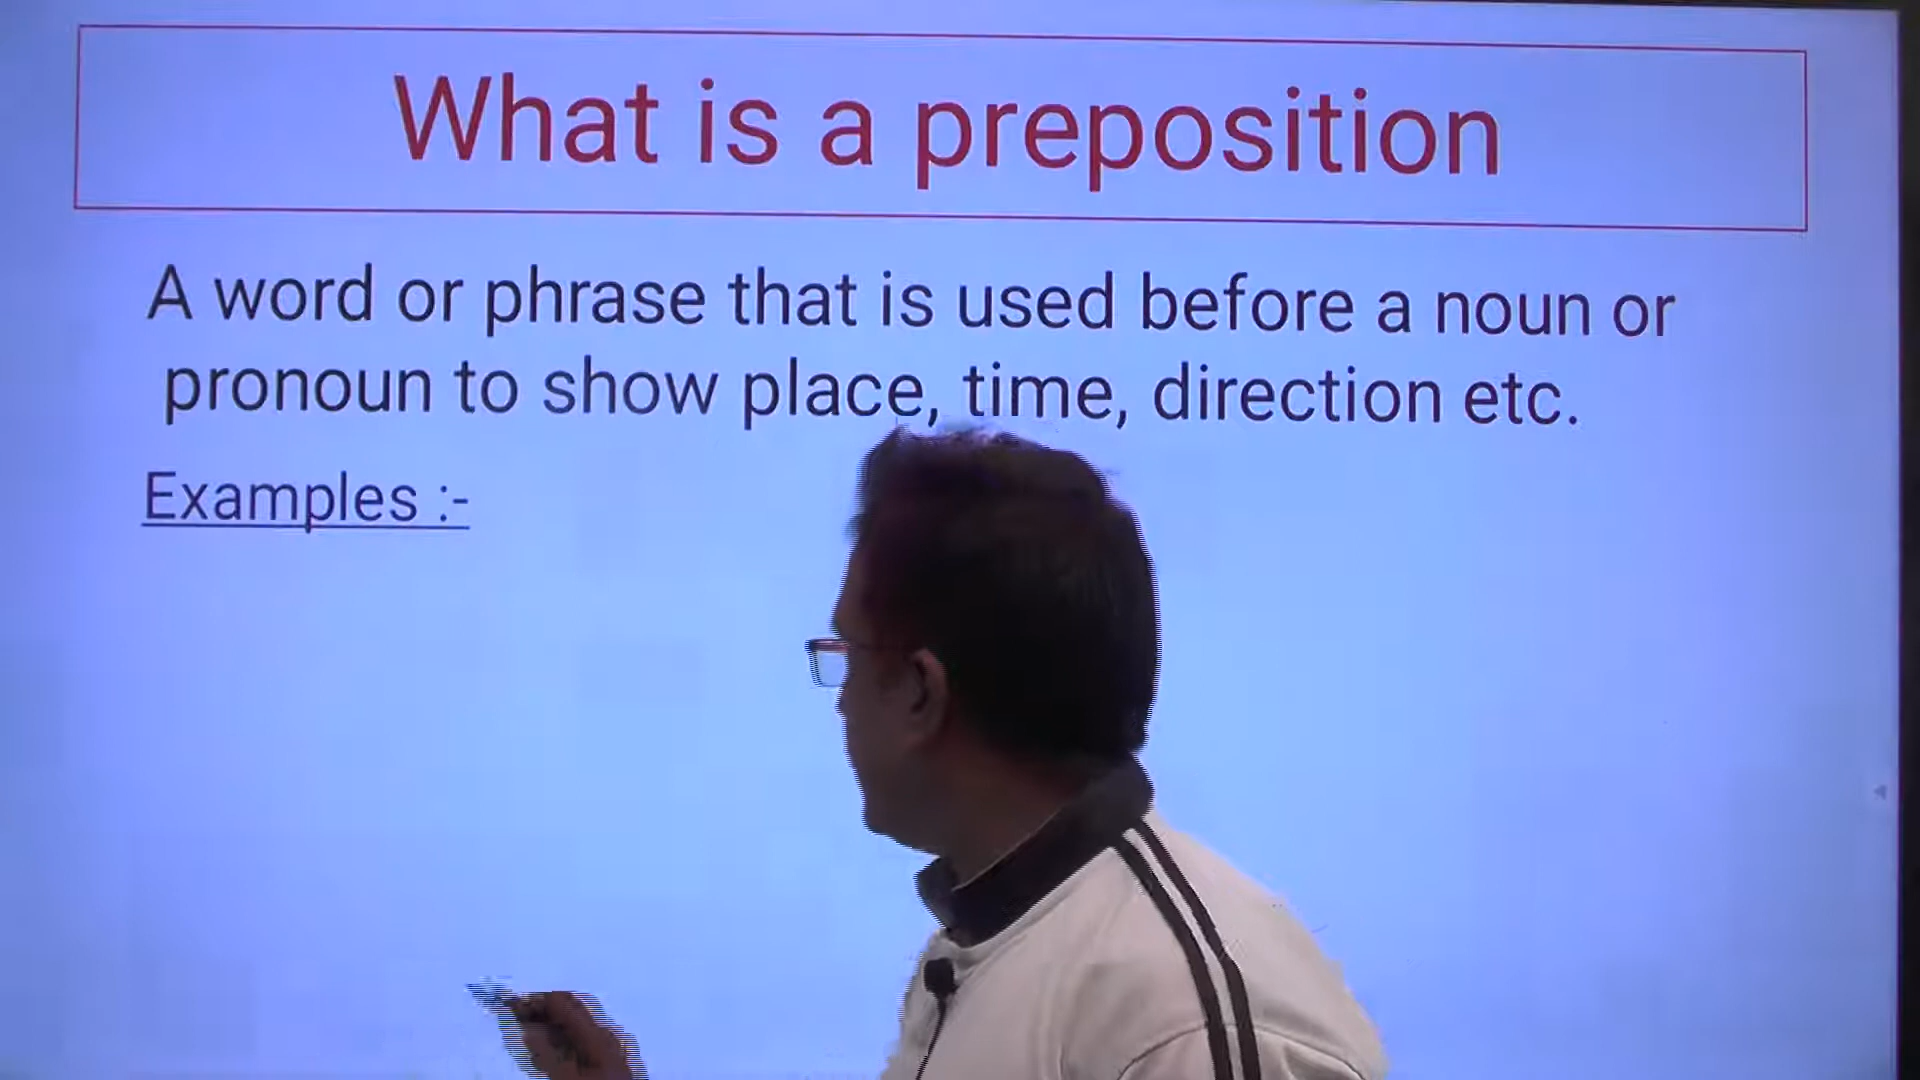 What is a preposition
A word or phrase that is used before a noun or
pronoun to show place, time, direction etc.
Examples :-